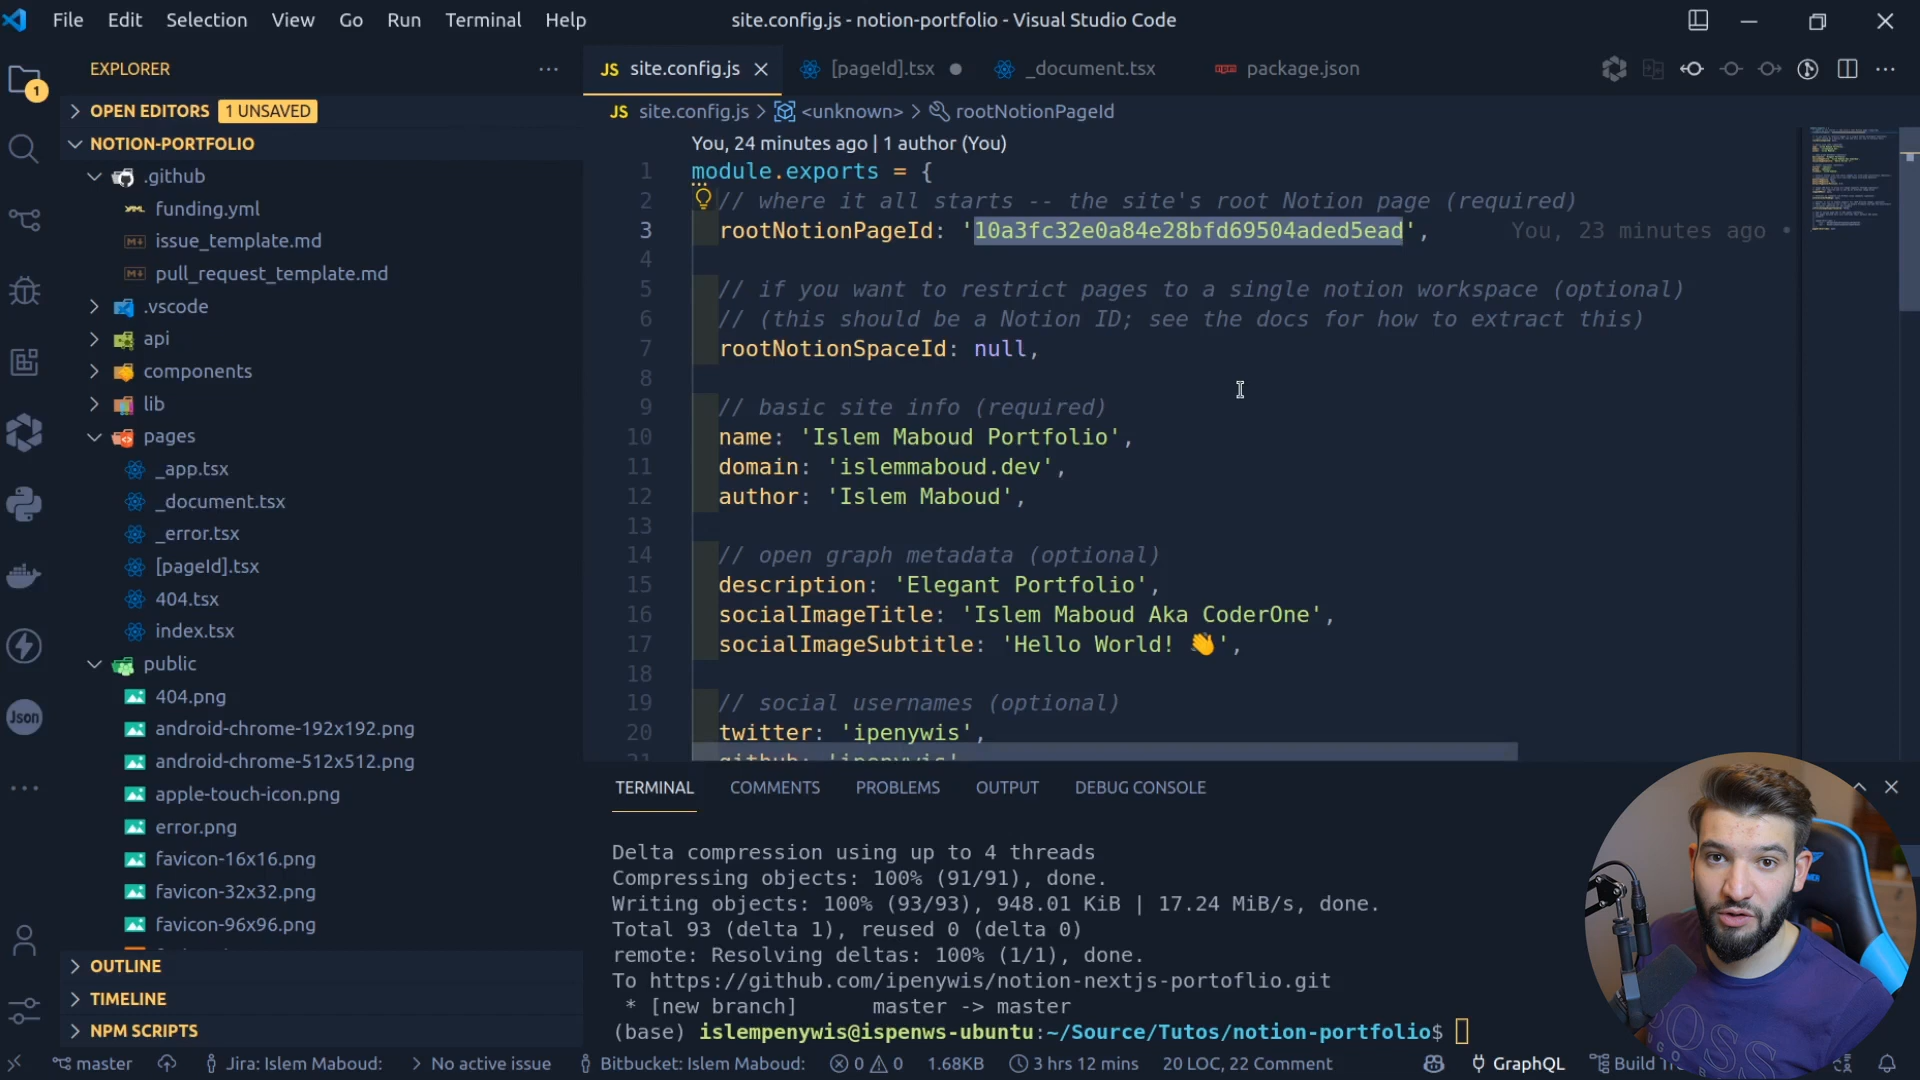 File Edit Selection View Go Run Terminal Help
site.config.js - notion-portfolio - Visual Studio Code
EXPLORER
OPEN EDITORS 1 UNSAVED
NOTION-PORTFOLIO
.github
funding.yml
issue_template.md
pull_request_template.md
.vscode
api
components
lib
pages
_app.tsx
_document.tsx
_error.tsx
[pageId].tsx
404.tsx
index.tsx
public
404.png
android-chrome-192x192.png
android-chrome-512x512.png
apple-touch-icon.png
error.png
favicon-16x16.png
favicon-32x32.png
favicon-96x96.png
OUTLINE
TIMELINE
NPM SCRIPTS
1
Json
JS site.config.js [pageId].tsx _document.tsx npm package.json
JS site.config.js > <unknown> > rootNotionPageId
You, 24 minutes ago | 1 author (You)
1 module.exports = {
2 // where it all starts -- the site's root Notion page (required)
3 rootNotionPageId: '10a3fc32e0a84e28bfd69504aded5ead', You, 23 minutes ago •
4
5 // if you want to restrict pages to a single notion workspace (optional)
6 // (this should be a Notion ID; see the docs for how to extract this)
7 rootNotionSpaceId: null,
8
9 // basic site info (required)
10 name: 'Islem Maboud Portfolio',
11 domain: 'islemmaboud.dev',
12 author: 'Islem Maboud',
13
14 // open graph metadata (optional)
15 description: 'Elegant Portfolio',
16 socialImageTitle: 'Islem Maboud Aka CoderOne',
17 socialImageSubtitle: 'Hello World! 👋',
18
19 // social usernames (optional)
20 twitter: 'ipenywis',
21 github: 'ipenywis'
TERMINAL COMMENTS PROBLEMS OUTPUT DEBUG CONSOLE
Delta compression using up to 4 threads
Compressing objects: 100% (91/91), done.
Writing objects: 100% (93/93), 948.01 KiB | 17.24 MiB/s, done.
Total 93 (delta 1), reused 0 (delta 0)
remote: Resolving deltas: 100% (1/1), done.
To https://github.com/ipenywis/notion-nextjs-portoflio.git
* [new branch] master -> master
(base) islempenywis@ispenws-ubuntu:~/Source/Tutos/notion-portfolio$
master Jira: Islem Maboud: > No active issue Bitbucket: Islem Maboud: 0 0 1.68KB 3 hrs 12 mins 20 LOC, 22 Comment GraphQL Build